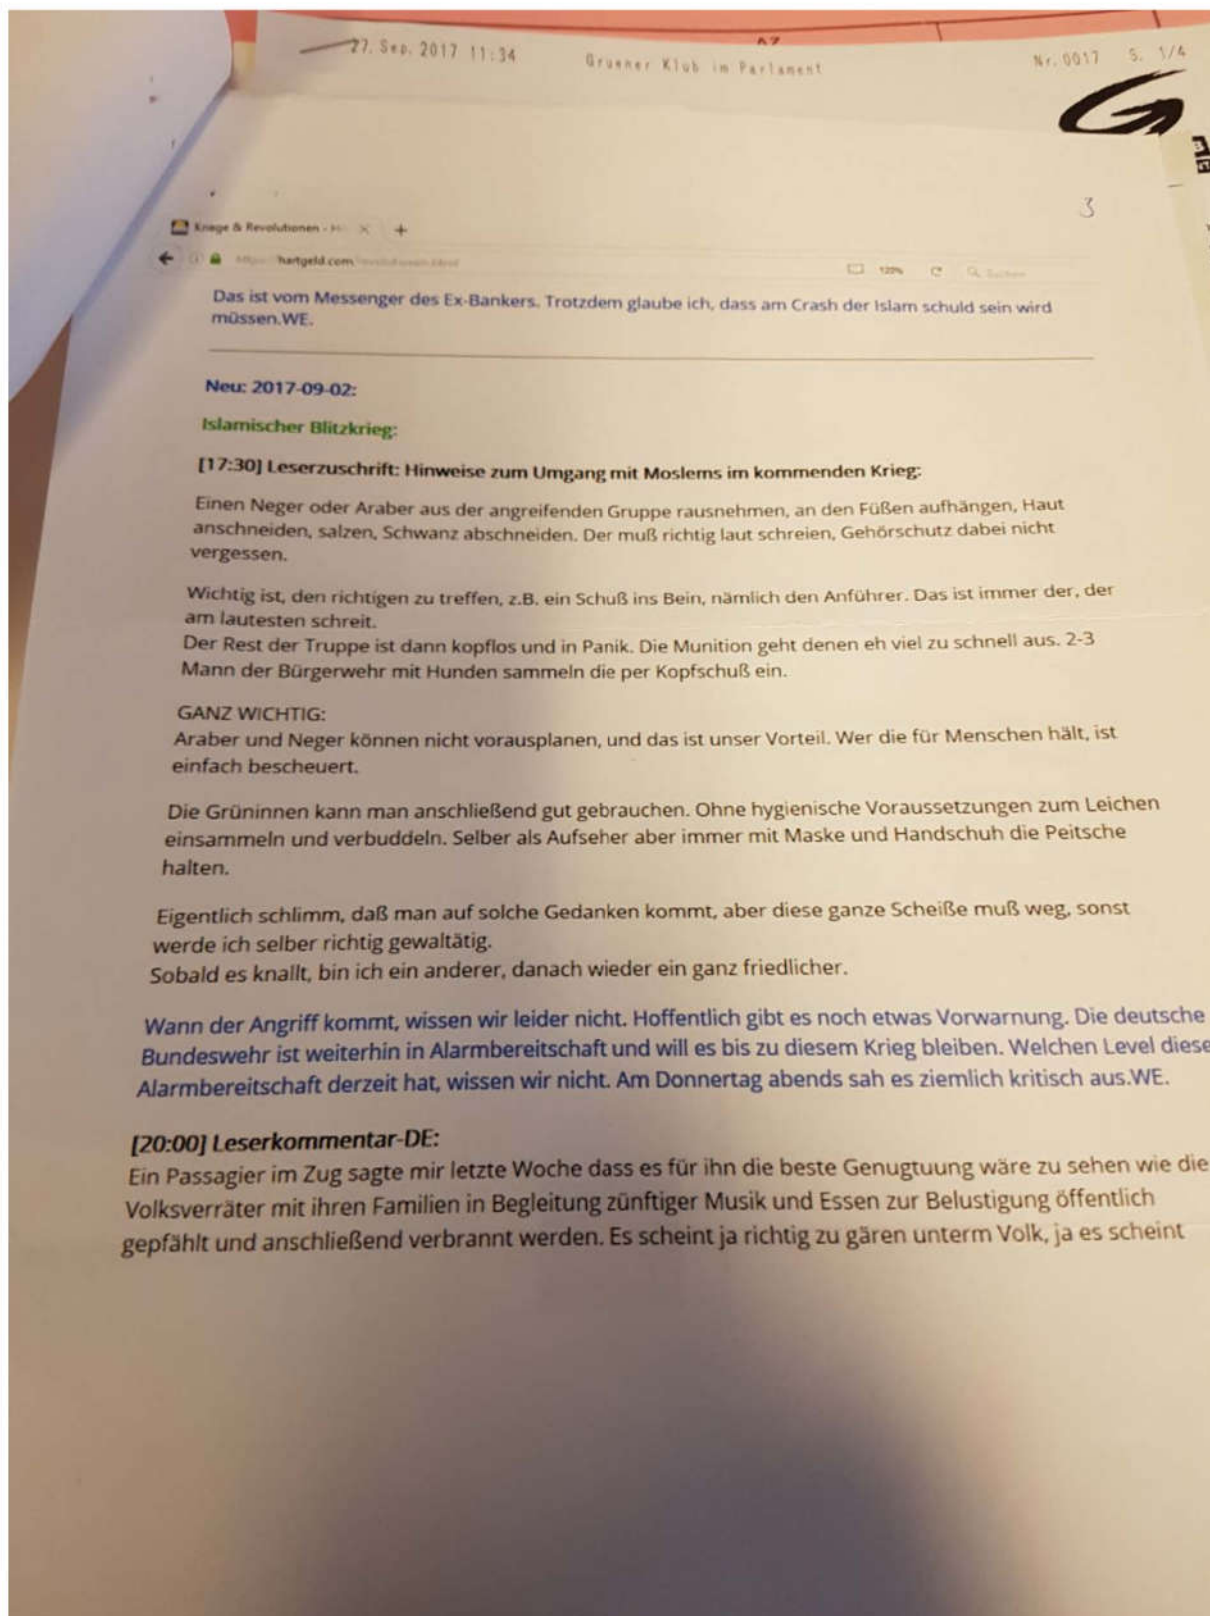 27. Sep. 2017 11:34 Gruener Klub im Parlament Nr. 0017 S. 1/4
3
Kriege & Revolutionen
hartgeld.com
120%
Das ist vom Messenger des Ex-Bankers. Trotzdem glaube ich, dass am Crash der Islam schuld sein wird
müssen.WE.
Neu: 2017-09-02:
Islamischer Blitzkrieg:
[17:30] Leserzuschrift: Hinweise zum Umgang mit Moslems im kommenden Krieg:
Einen Neger oder Araber aus der angreifenden Gruppe rausnehmen, an den Füßen aufhängen, Haut
anschneiden, salzen, Schwanz abschneiden. Der muß richtig laut schreien, Gehörschutz dabei nicht
vergessen.
Wichtig ist, den richtigen zu treffen, z.B. ein Schuß ins Bein, nämlich den Anführer. Das ist immer der, der
am lautesten schreit.
Der Rest der Truppe ist dann kopflos und in Panik. Die Munition geht denen eh viel zu schnell aus. 2-3
Mann der Bürgerwehr mit Hunden sammeln die per Kopfschuß ein.
GANZ WICHTIG:
Araber und Neger können nicht vorausplanen, und das ist unser Vorteil. Wer die für Menschen hält, ist
einfach bescheuert.
Die Grüninnen kann man anschließend gut gebrauchen. Ohne hygienische Voraussetzungen zum Leichen
einsammeln und verbuddeln. Selber als Aufseher aber immer mit Maske und Handschuh die Peitsche
halten.
Eigentlich schlimm, daß man auf solche Gedanken kommt, aber diese ganze Scheiße muß weg, sonst
werde ich selber richtig gewalttätig.
Sobald es knallt, bin ich ein anderer, danach wieder ein ganz friedlicher.
Wann der Angriff kommt, wissen wir leider nicht. Hoffentlich gibt es noch etwas Vorwarnung. Die deutsche
Bundeswehr ist weiterhin in Alarmbereitschaft und will es bis zu diesem Krieg bleiben. Welchen Level diese
Alarmbereitschaft derzeit hat, wissen wir nicht. Am Donnertag abends sah es ziemlich kritisch aus.WE.
[20:00] Leserkommentar-DE:
Ein Passagier im Zug sagte mir letzte Woche dass es für ihn die beste Genugtuung wäre zu sehen wie die
Volksverräter mit ihren Familien in Begleitung zünftiger Musik und Essen zur Belustigung öffentlich
gepfählt und anschließend verbrannt werden. Es scheint ja richtig zu gären unterm Volk, ja es scheint